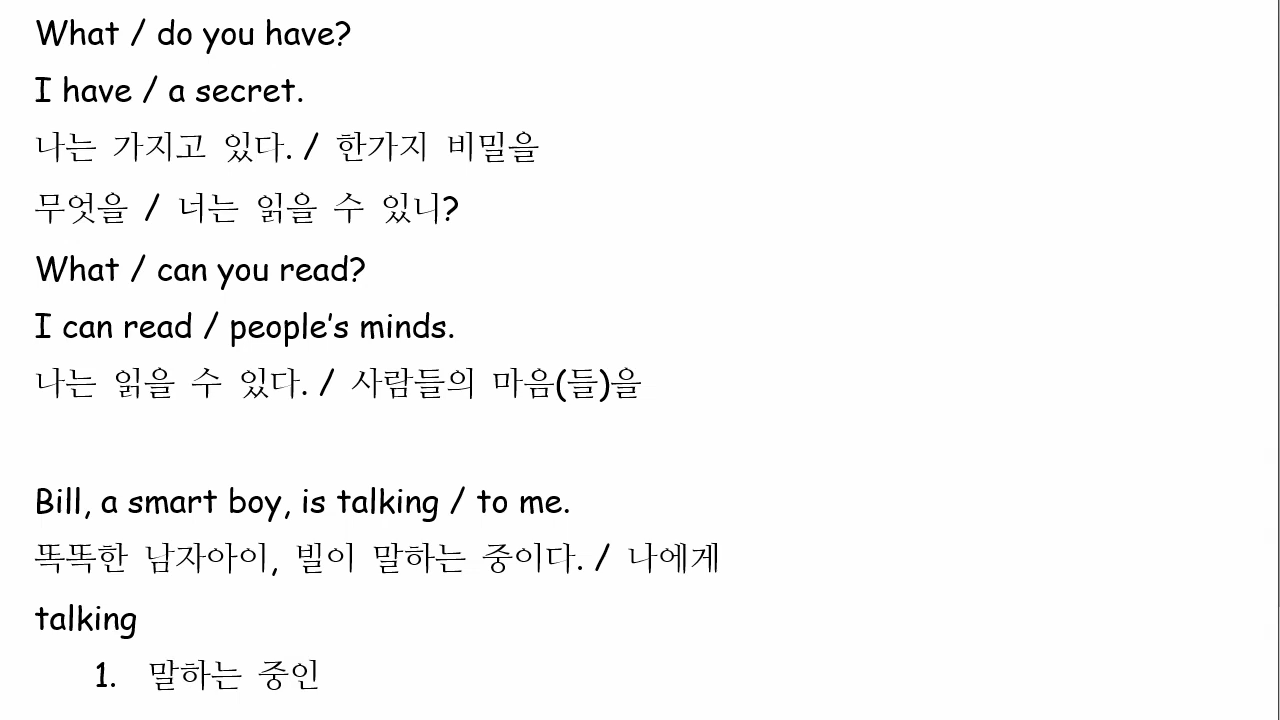 What / do you have?
I have / a secret.
나는 가지고 있다. / 한가지 비밀을
무엇을 / 너는 읽을 수 있니?
What / can you read?
I can read / people's minds.
나는 읽을 수 있다. / 사람들의 마음(들)을
Bill, a smart boy, is talking / to me.
똑똑한 남자아이, 빌이 말하는 중이다. / 나에게
talking
1. 말하는 중인